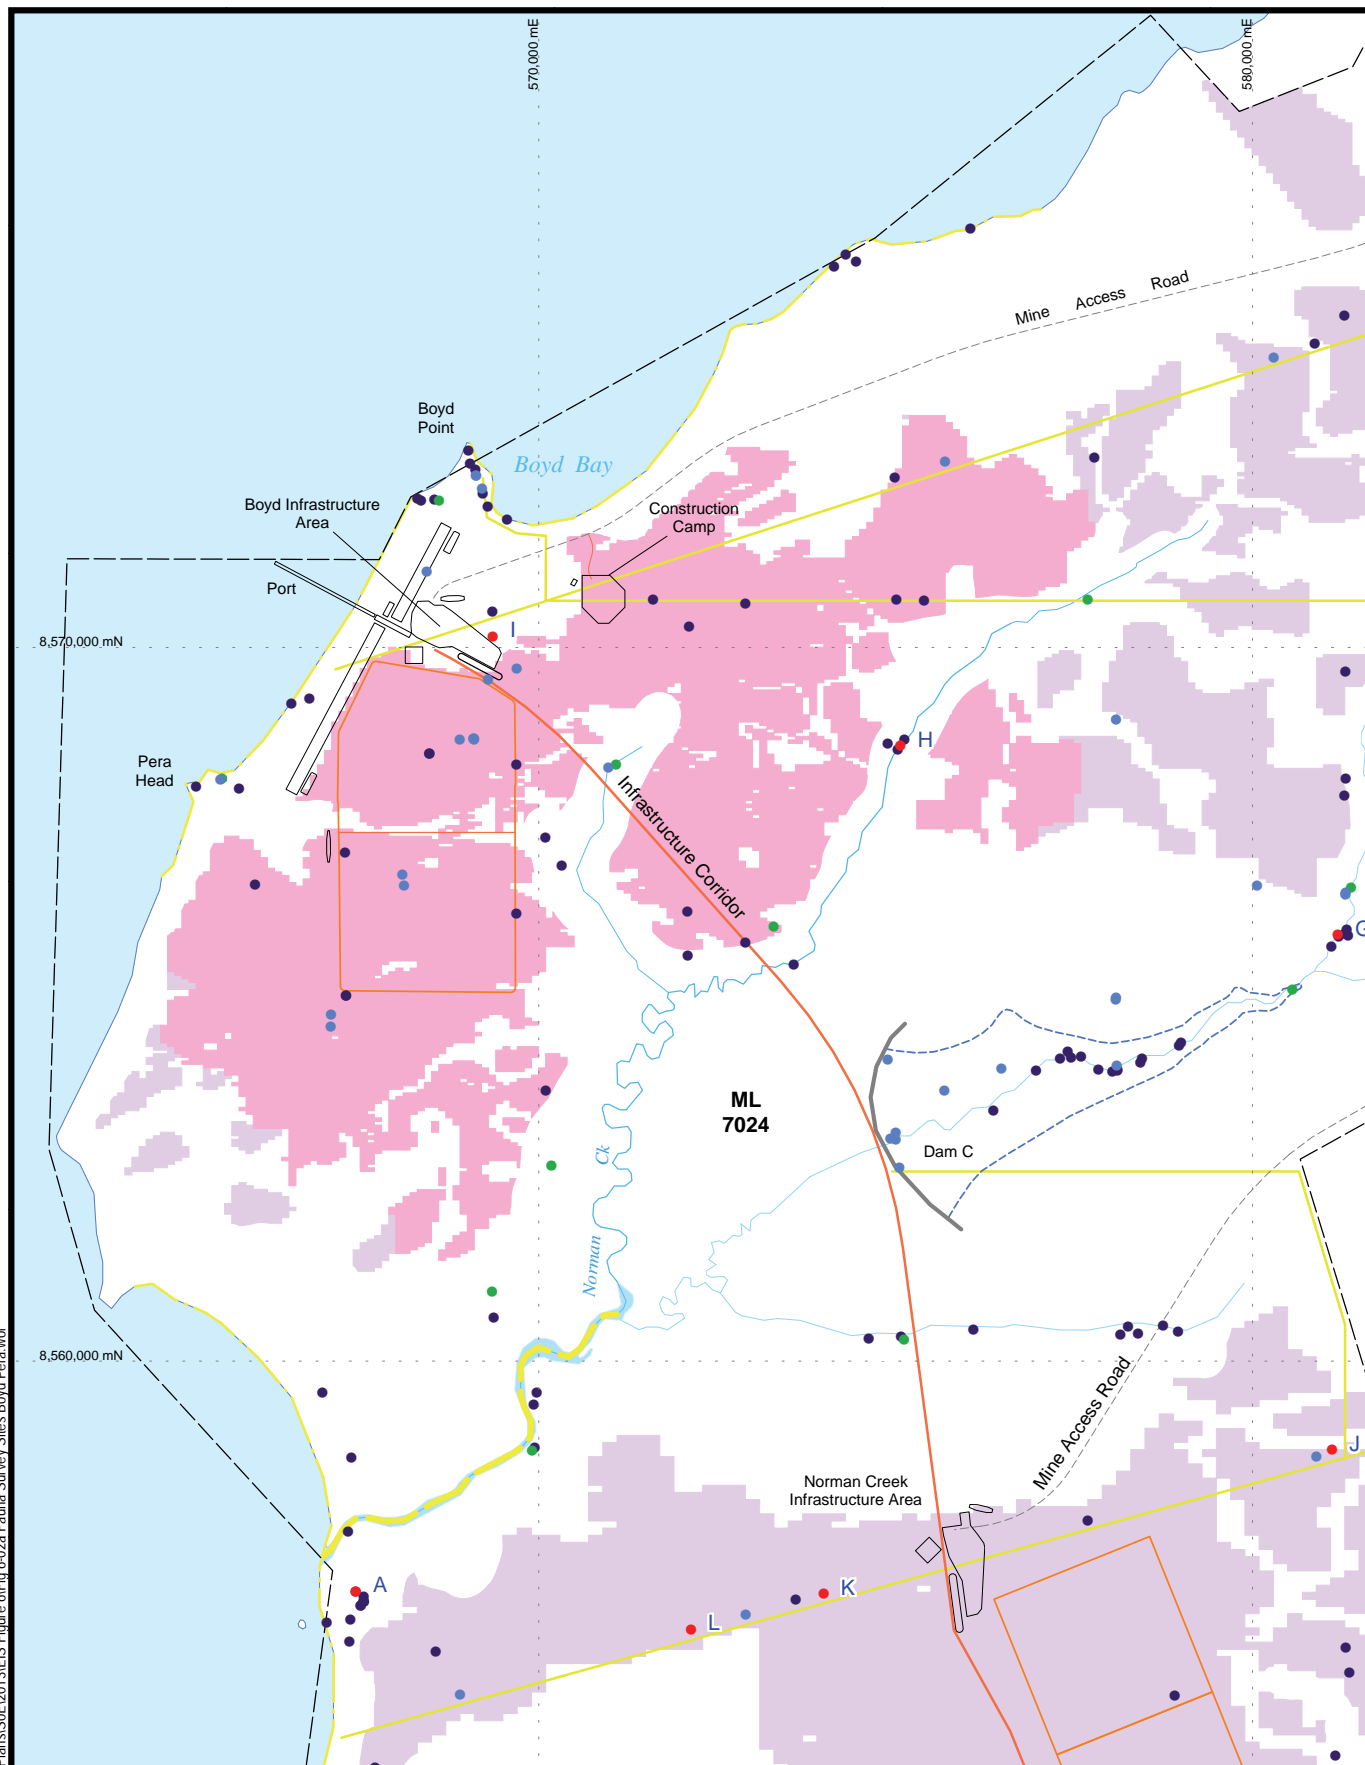 570,000 mE
580,000 mE
Mine Access Road
Boyd
Point
Boyd Bay
Boyd Infrastructure
Area
Construction
Camp
Port
I
8,570,000 mN
H
Pera
Head
Infrastructure Corridor
G
ML
7024
Dam C
Norman Ck
8,560,000 mN
Mine Access Road
J
Norman Creek
Infrastructure Area
A
K
L